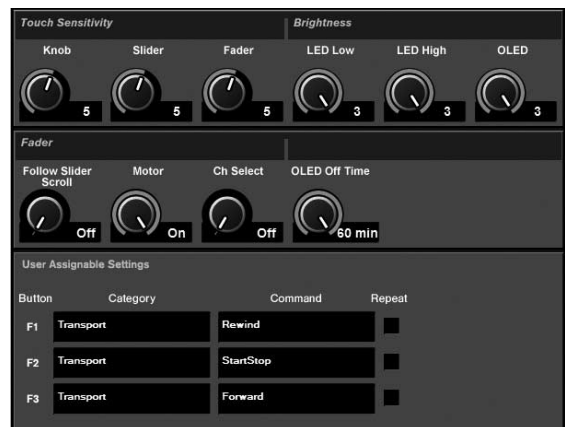 Touch Sensitivity Brightness
Knob Slider Fader LED Low LED High OLED
5 5 5 3 3 3
Fader
Follow Slider Scroll Motor Ch Select OLED Off Time
Off On Off 60 min
User Assignable Settings
Button Category Command Repeat
F1 Transport Rewind
F2 Transport StartStop
F3 Transport Forward